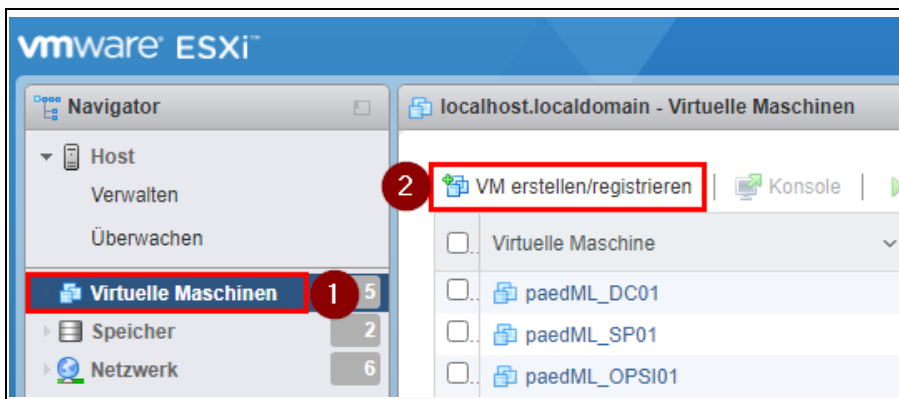 vmware® ESXi™
Navigator
localhost.localdomain - Virtuelle Maschinen
Host
Verwalten
Überwachen
2 VM erstellen/registrieren Konsole
Virtuelle Maschine
Virtuelle Maschinen 1 5
Speicher 2
Netzwerk 6
paedML_DC01
paedML_SP01
paedML_OPSI01